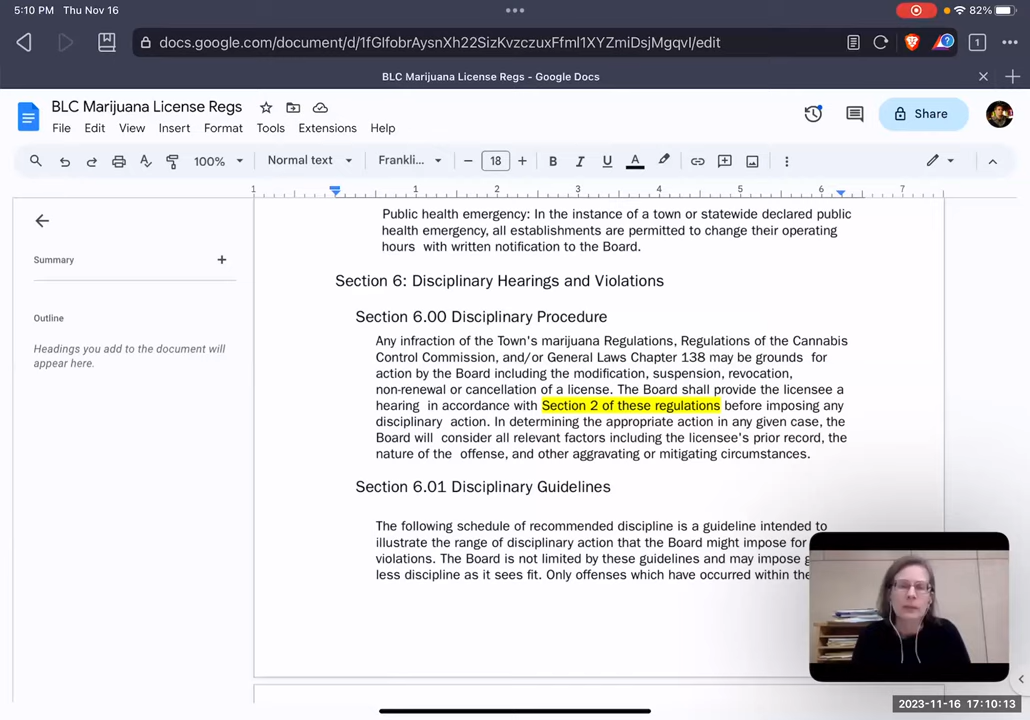 5:10 PM Thu Nov 16
82%
docs.google.com/document/d/1fGIfobrAysnXh22SizKvzczuxFfml1XYZmiDsjMgqvI/edit
1
BLC Marijuana License Regs - Google Docs
BLC Marijuana License Regs
Share
File Edit View Insert Format Tools Extensions Help
100% Normal text Frankli... 18 B I U A
1 1 2 3 4 5 6 7
Public health emergency: In the instance of a town or statewide declared public
health emergency, all establishments are permitted to change their operating
hours with written notification to the Board.
Summary
Section 6: Disciplinary Hearings and Violations
Outline
Headings you add to the document will
appear here.
Section 6.00 Disciplinary Procedure
Any infraction of the Town's marijuana Regulations, Regulations of the Cannabis
Control Commission, and/or General Laws Chapter 138 may be grounds for
action by the Board including the modification, suspension, revocation,
non-renewal or cancellation of a license. The Board shall provide the licensee a
hearing in accordance with Section 2 of these regulations before imposing any
disciplinary action. In determining the appropriate action in any given case, the
Board will consider all relevant factors including the licensee's prior record, the
nature of the offense, and other aggravating or mitigating circumstances.
Section 6.01 Disciplinary Guidelines
The following schedule of recommended discipline is a guideline intended to
illustrate the range of disciplinary action that the Board might impose for
violations. The Board is not limited by these guidelines and may impose
less discipline as it sees fit. Only offenses which have occurred within the
2023-11-16 17:10:13